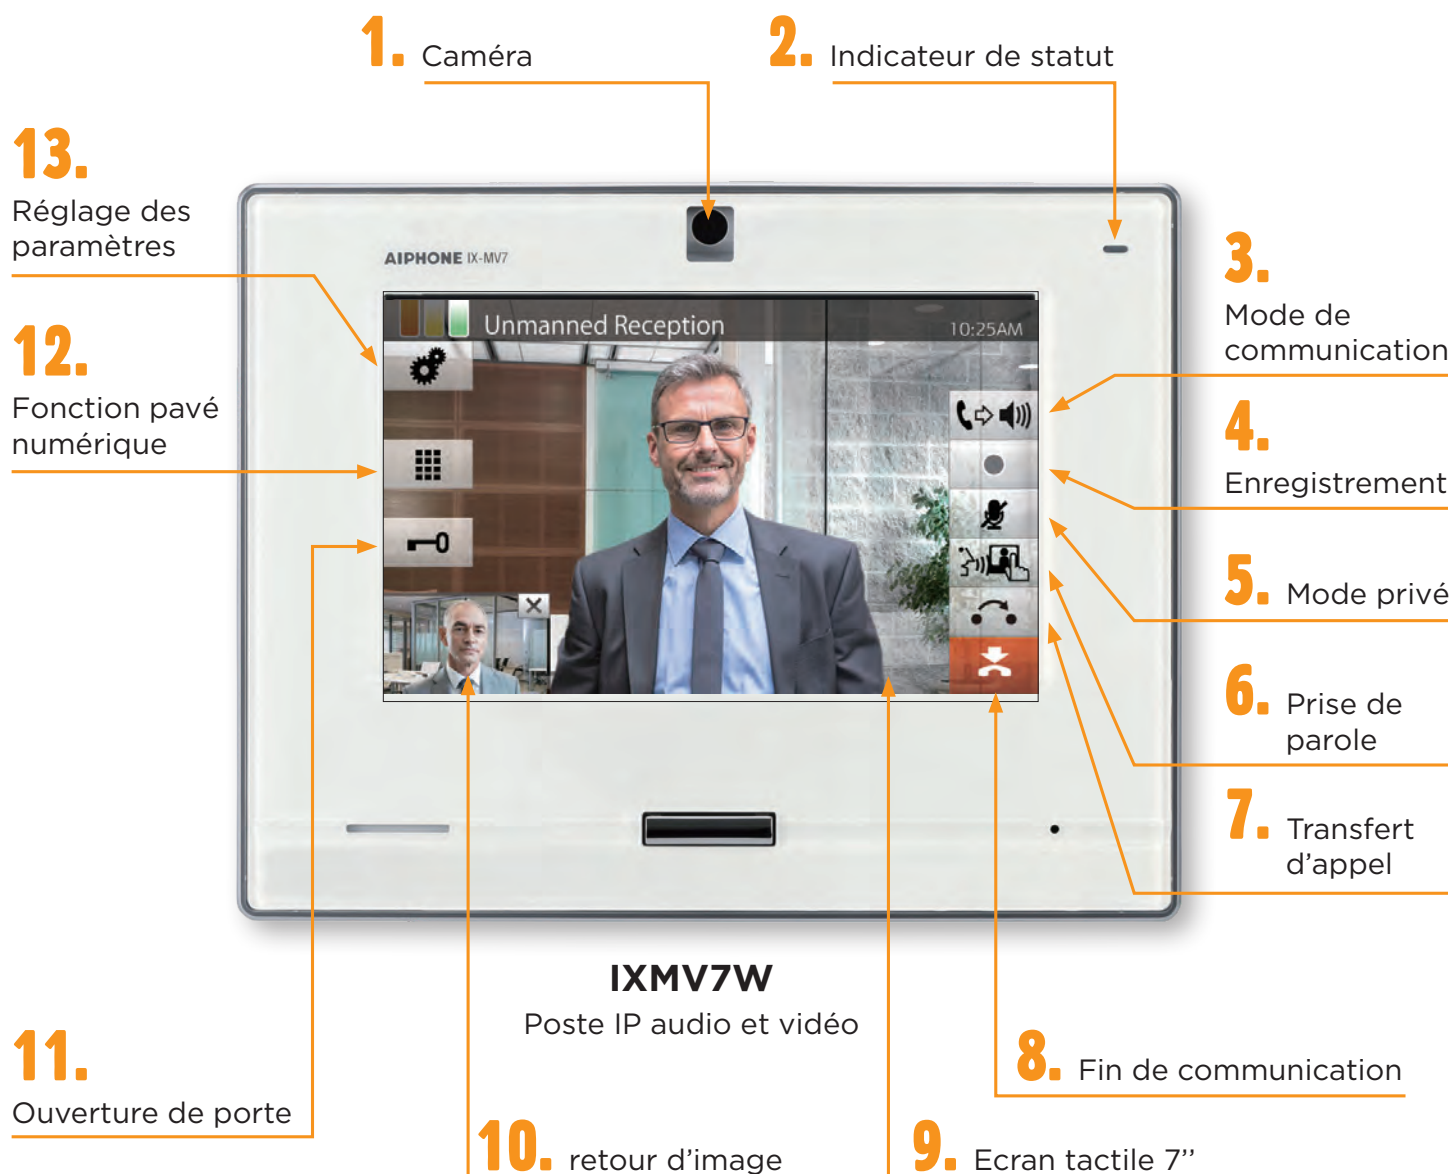 1. Caméra
2. Indicateur de statut
13.
Réglage des
paramètres
AIPHONE IX-MV7
3.
Mode de
communication
Unmanned Reception
10:25AM
12.
Fonction pavé
numérique
4.
Enregistrement
5. Mode privé
6. Prise de
parole
7. Transfert
d’appel
IXMV7W
Poste IP audio et vidéo
8. Fin de communication
11.
Ouverture de porte
10. retour d’image
9. Ecran tactile 7’’